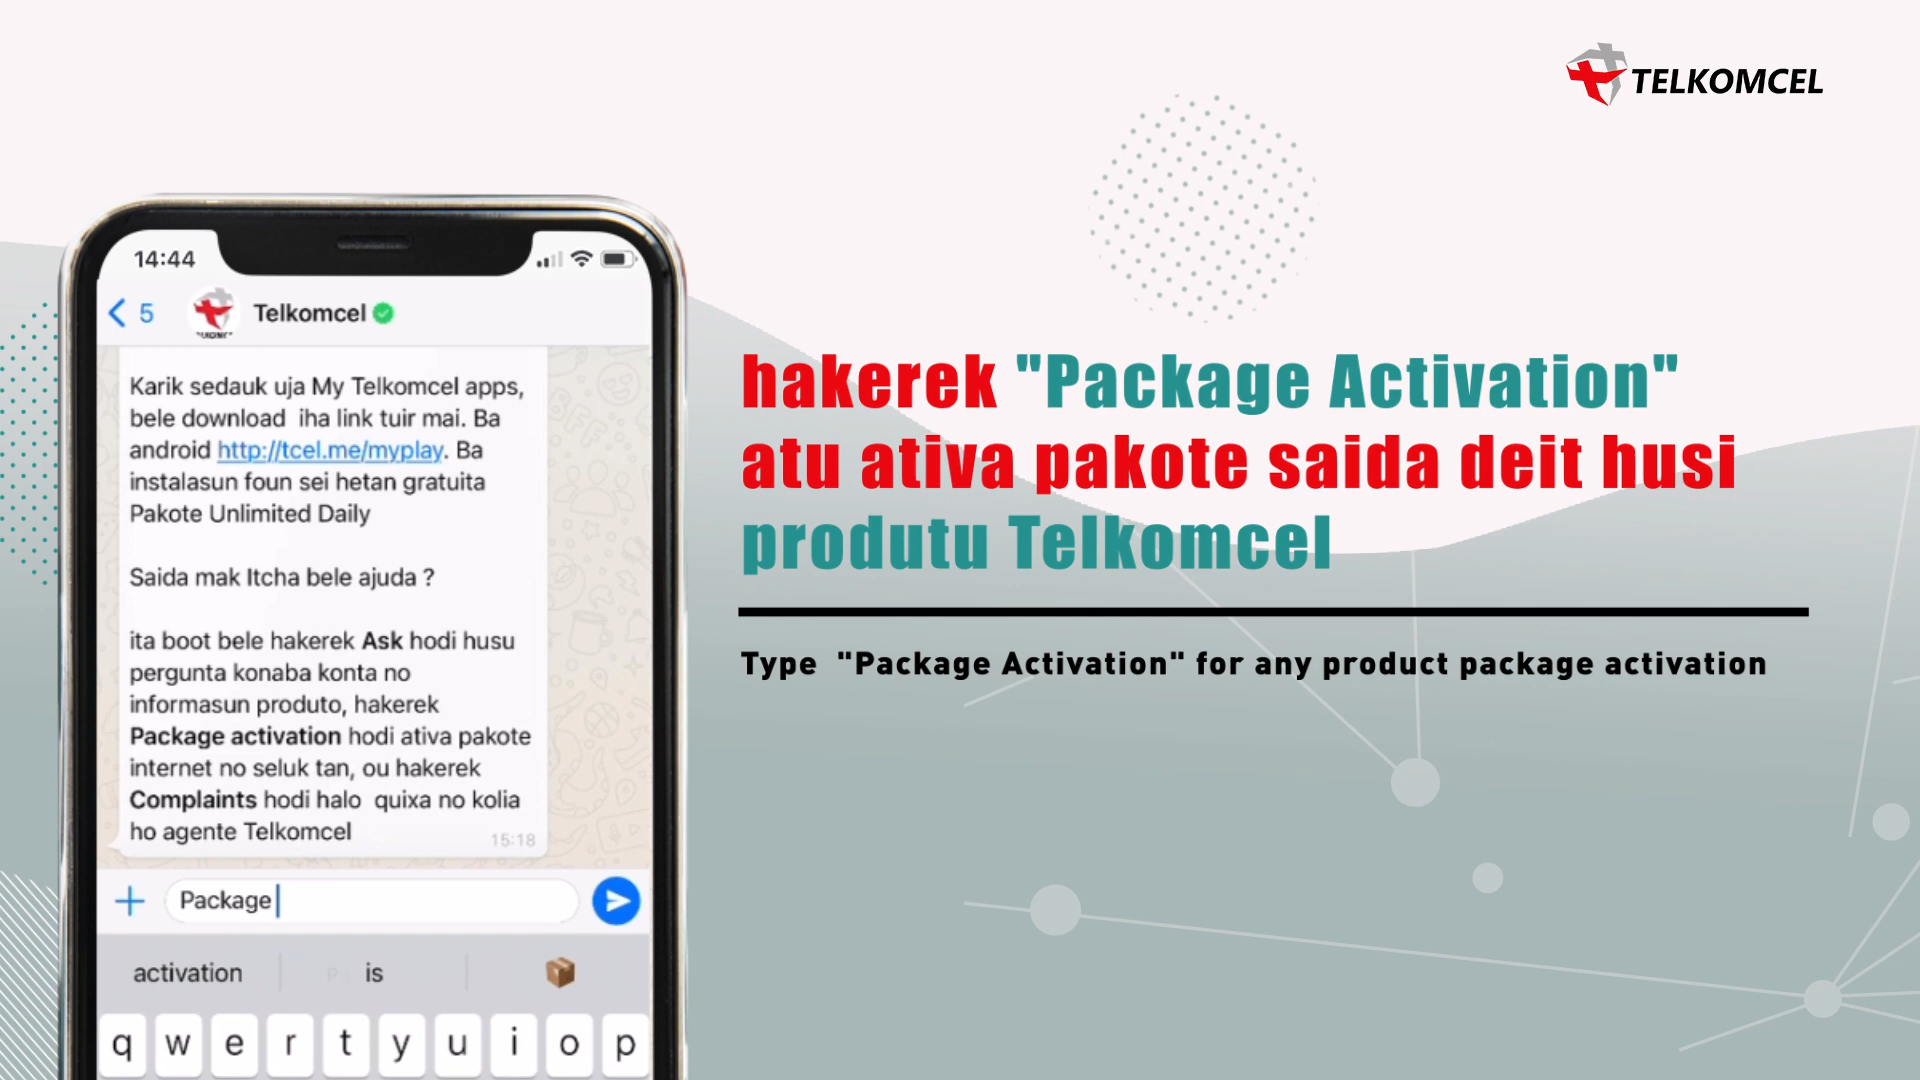 TELKOMCEL
14:44
5 Telkomcel
Karik sedauk uja My Telkomcel apps,
bele download iha link tuir mai. Ba
android http://tcel.me/myplay. Ba
instalasun foun sei hetan gratuita
Pakote Unlimited Daily
Saida mak Itcha bele ajuda ?
ita boot bele hakerek Ask hodi husu
pergunta konaba konta no
informasun produto, hakerek
Package activation hodi ativa pakote
internet no seluk tan, ou hakerek
Complaints hodi halo quixa no kolia
ho agente Telkomcel
15:18
Package
activation is
q w e r t y u i o p
hakerek "Package Activation"
atu ativa pakote saida deit husi
produtu Telkomcel
Type "Package Activation" for any product package activation